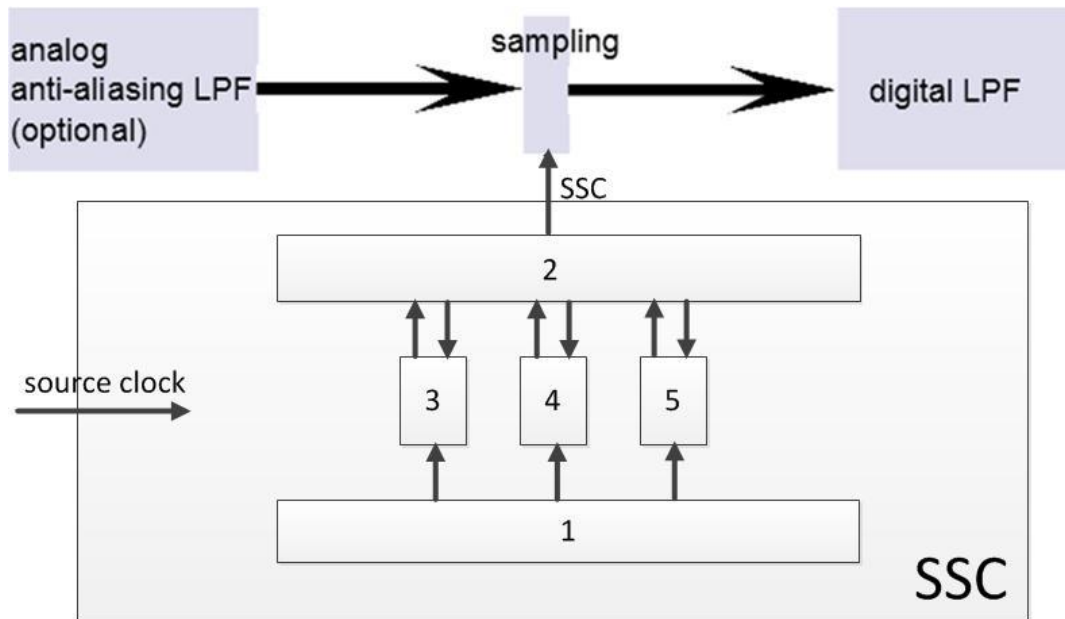 analog
anti-aliasing LPF
(optional)
sampling
digital LPF
SSC
2
source clock
3
4
5
1
SSC